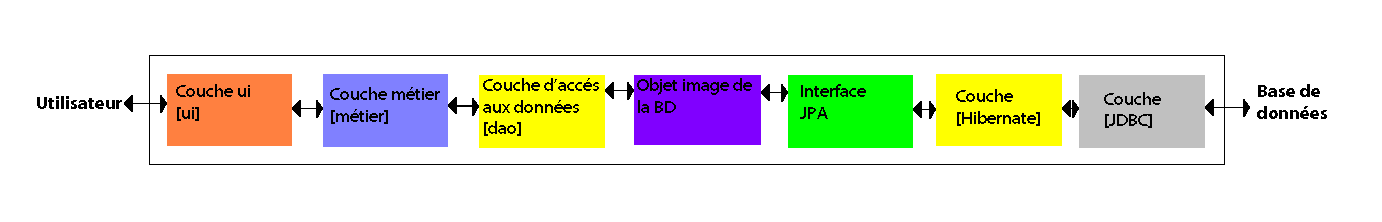 Utilisateur
Couche ui
[ui]
Couche métier
[métier]
Couche d'accés
aux données
[dao]
Objet image de
la BD
Interface
JPA
Couche
[Hibernate]
Couche
[JDBC]
Base de
données